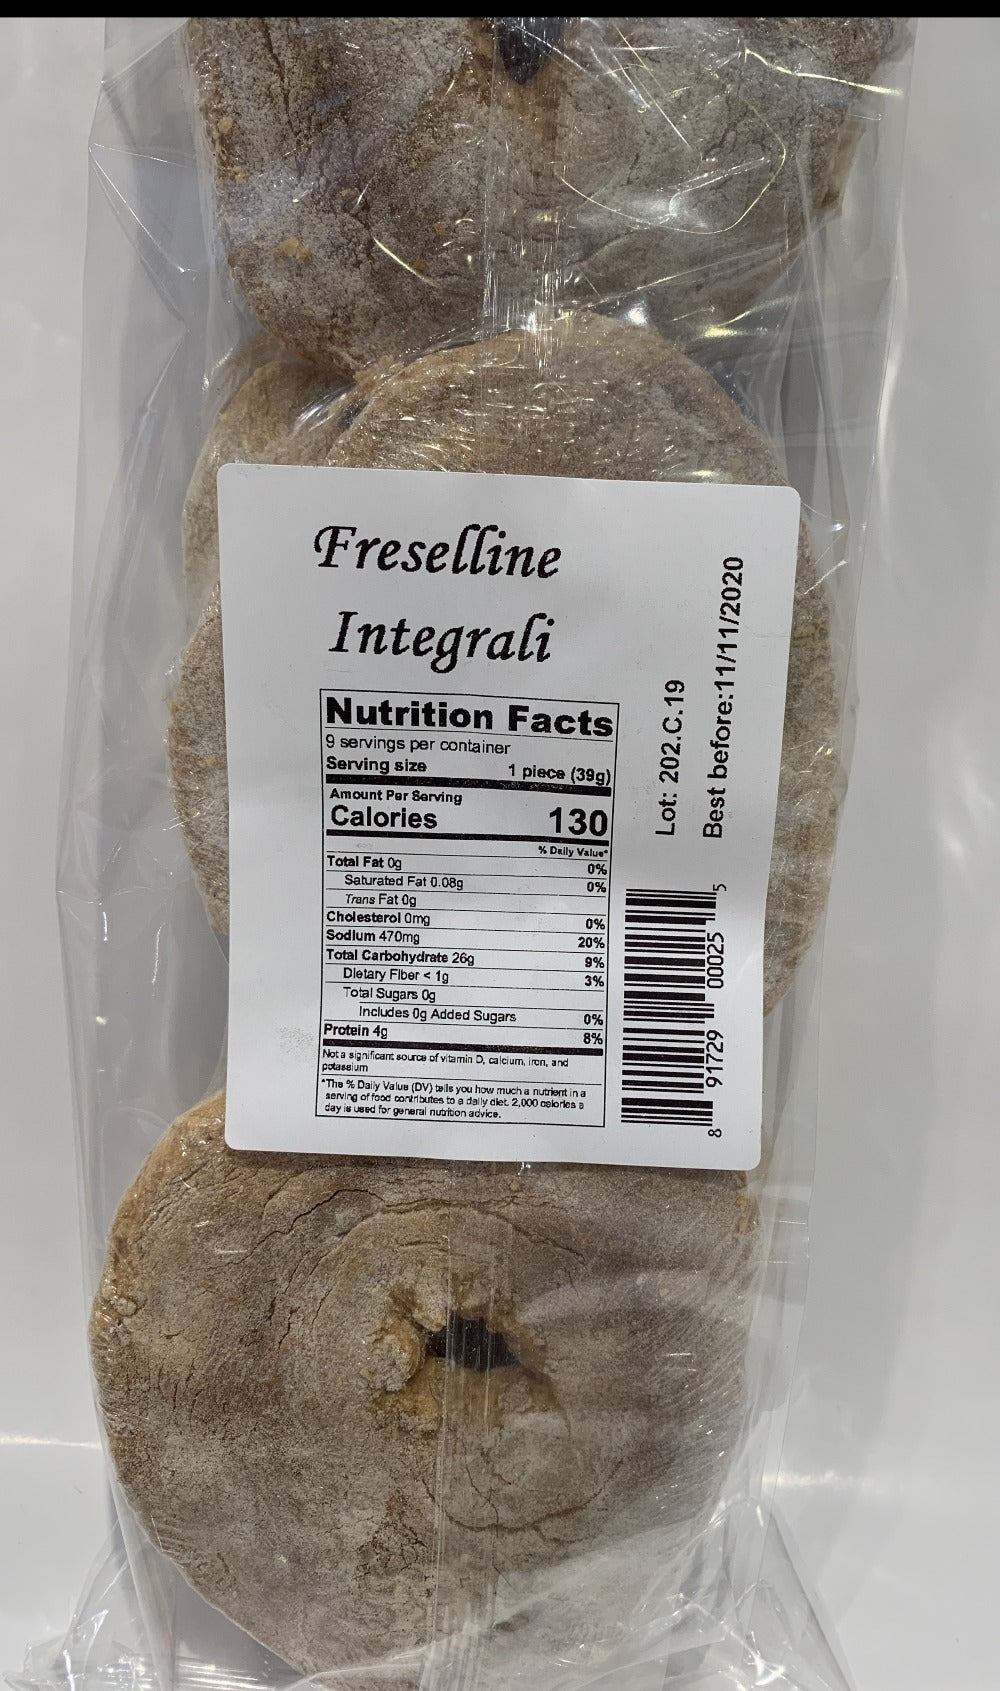 Freselline
Integrali
Nutrition Facts
9 servings per container
Serving size 1 piece (39g)
Amount Per Serving
Calories 130
% Daily Value*
Total Fat 0g 0%
Saturated Fat 0.08g 0%
Trans Fat 0g
Cholesterol 0mg 0%
Sodium 470mg 20%
Total Carbohydrate 26g 9%
Dietary Fiber < 1g 3%
Total Sugars 0g
Includes 0g Added Sugars 0%
Protein 4g 8%
Not a significant source of vitamin D, calcium, iron, and
potassium
*The % Daily Value (DV) tells you how much a nutrient in a
serving of food contributes to a daily diet. 2,000 calories a
day is used for general nutrition advice.
Lot: 202.C.19
Best before:11/11/2020
8 91729 00025 5